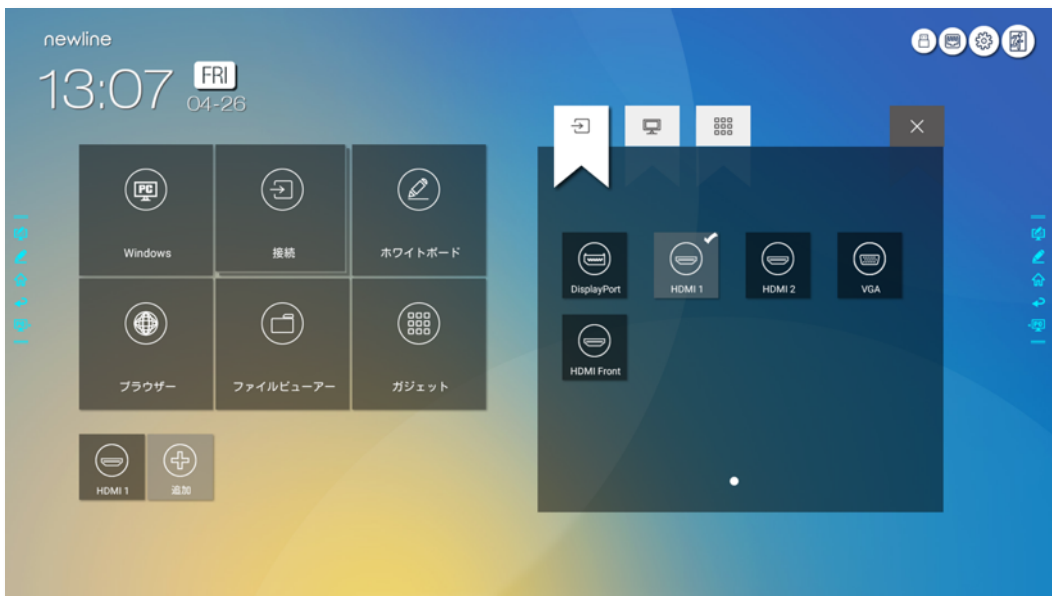 newline
13:07
FRI
04-26
PC
Windows
接続
ホワイトボード
ブラウザー
ファイルビューアー
ガジェット
HDMI 1
追加
DisplayPort
HDMI 1
HDMI 2
VGA
HDMI Front